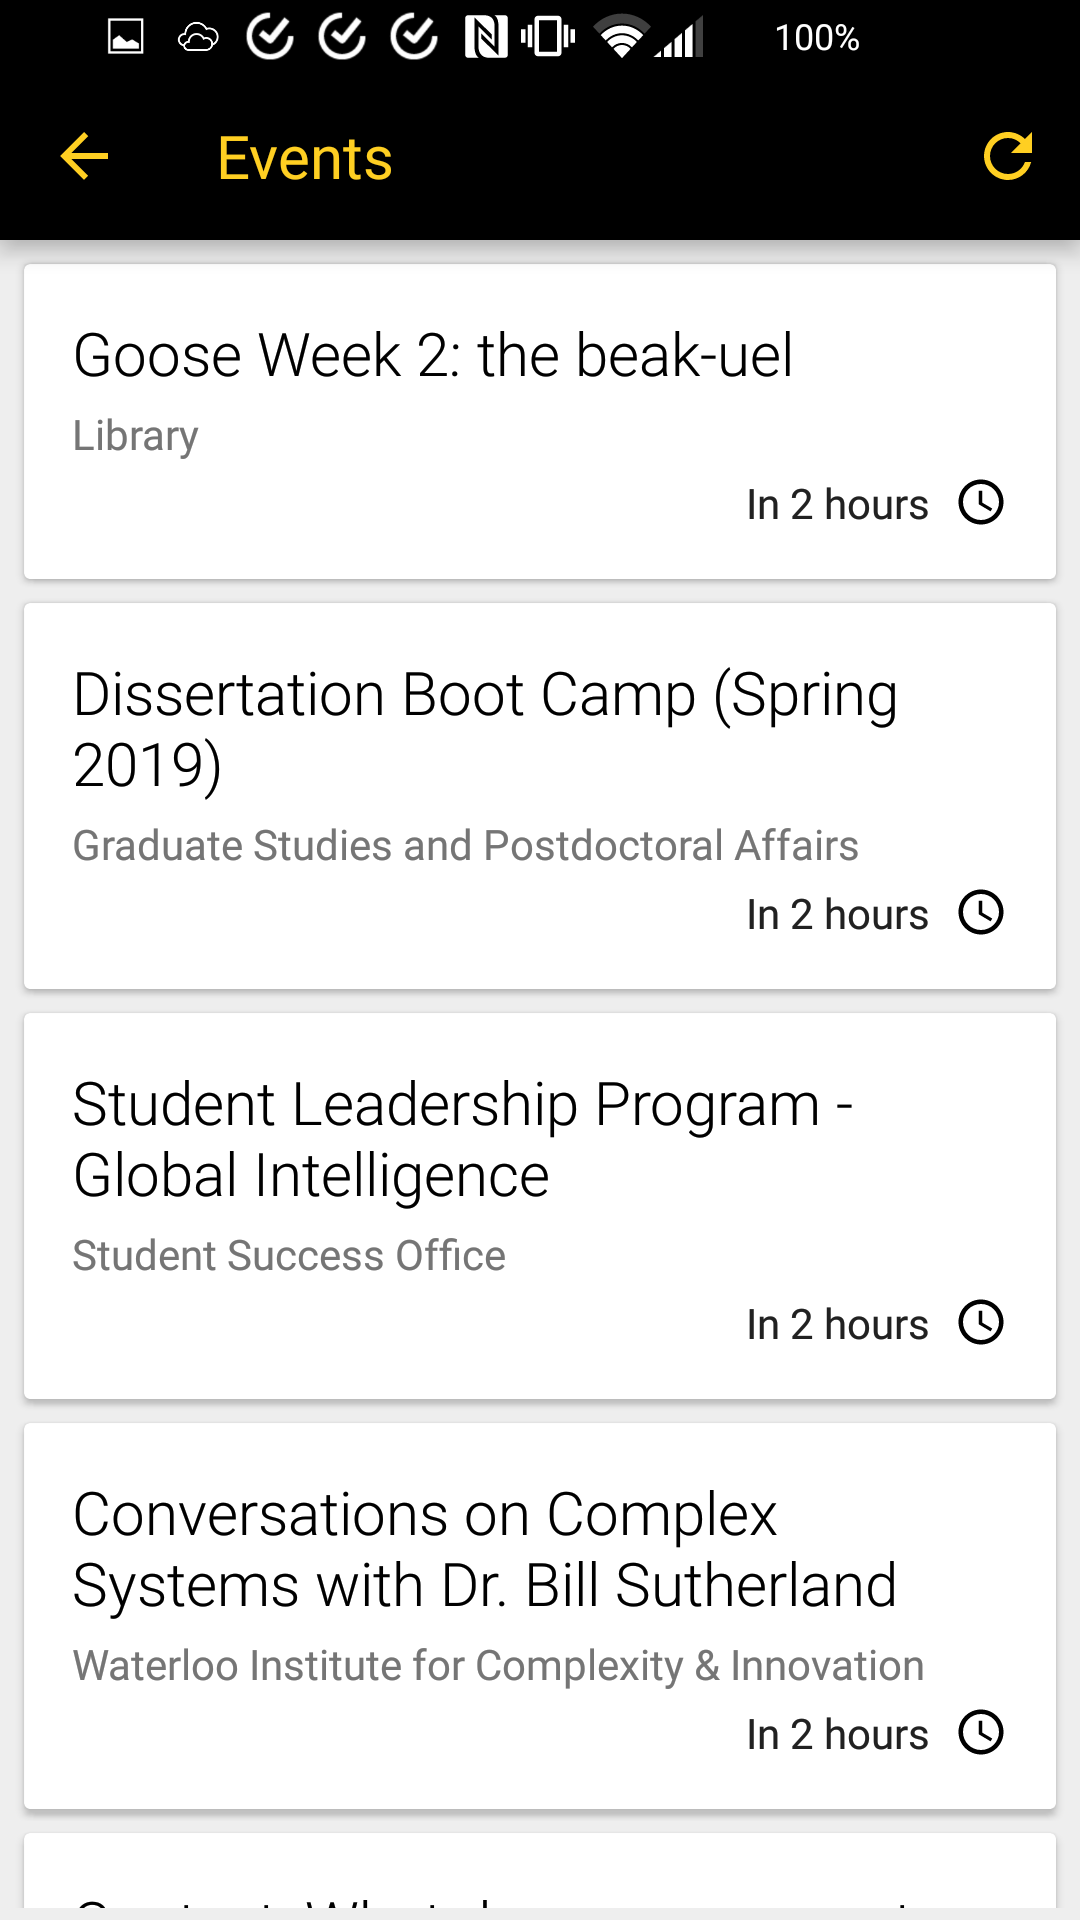 100%
Events
Goose Week 2: the beak-uel
Library
In 2 hours
Dissertation Boot Camp (Spring
2019)
Graduate Studies and Postdoctoral Affairs
In 2 hours
Student Leadership Program -
Global Intelligence
Student Success Office
In 2 hours
Conversations on Complex
Systems with Dr. Bill Sutherland
Waterloo Institute for Complexity & Innovation
In 2 hours